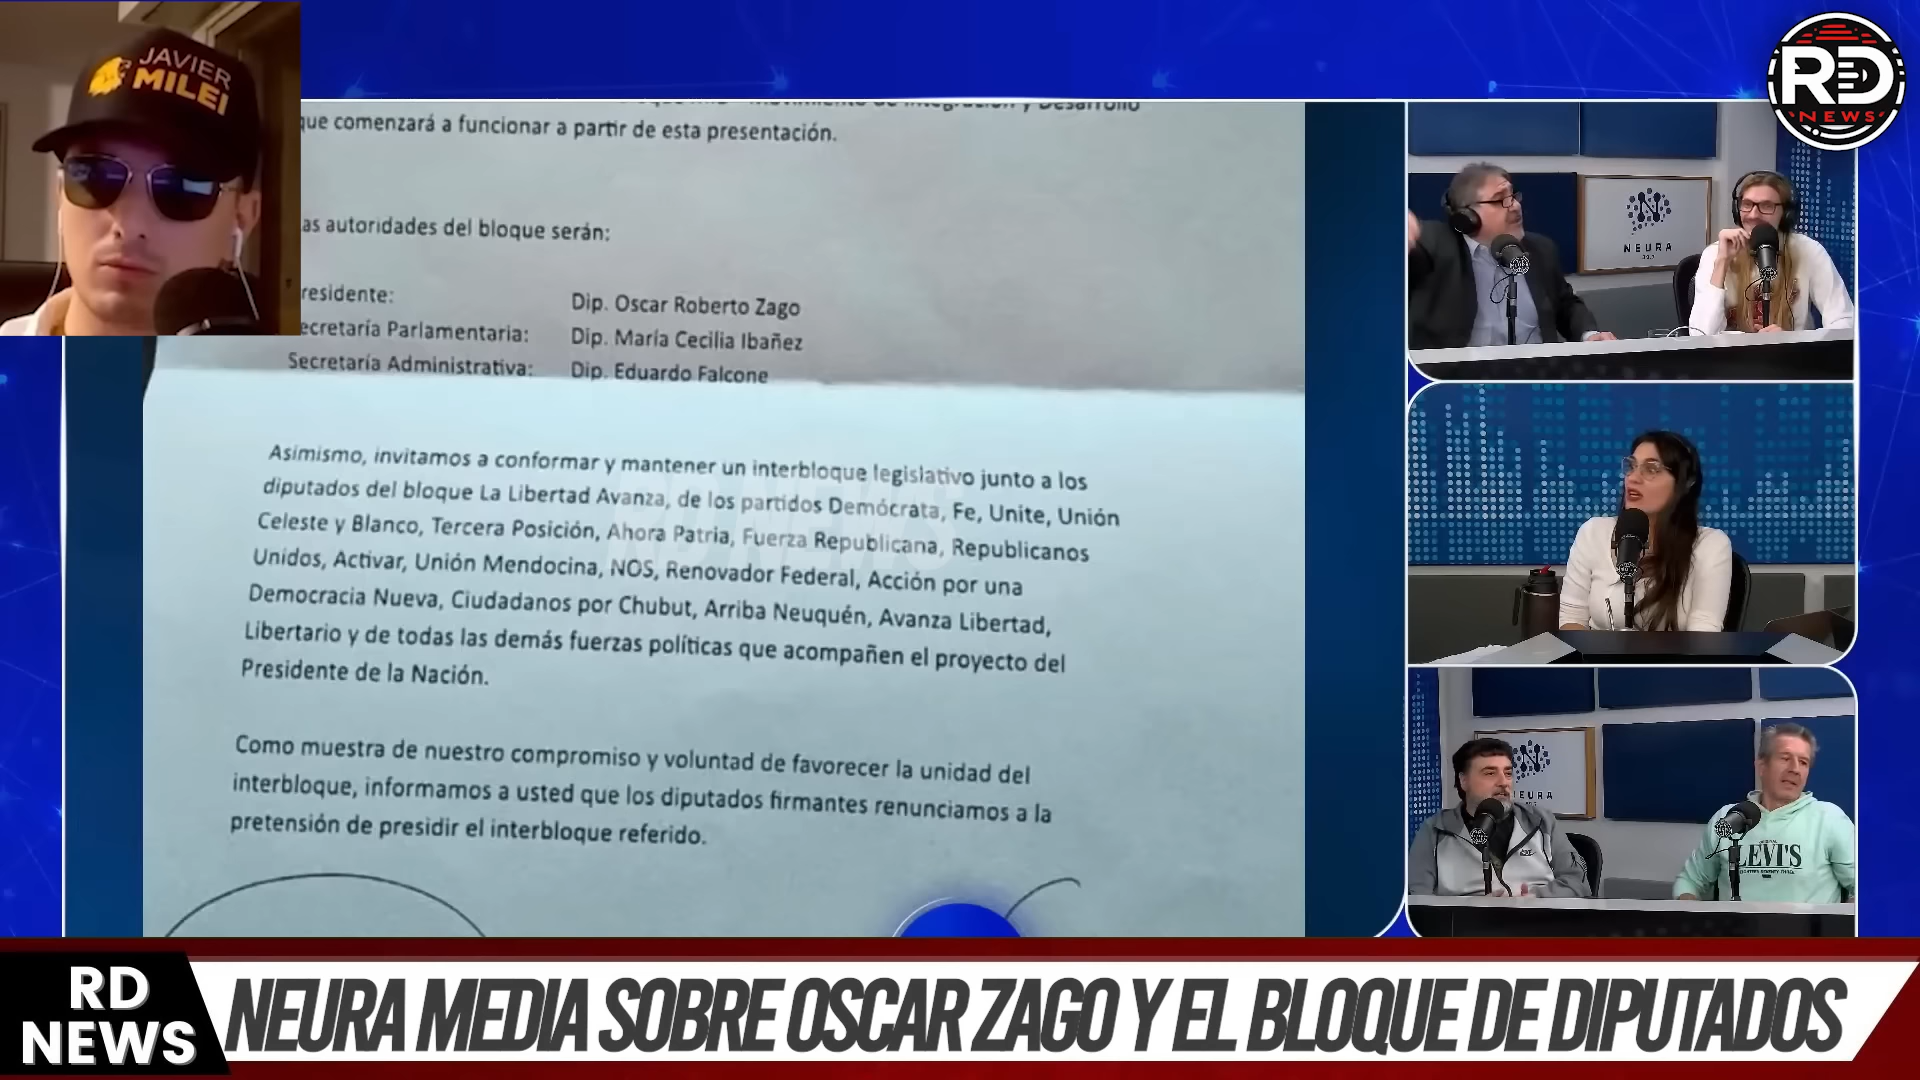 JAVIER
MILEI
RD
NEWS
que comenzará a funcionar a partir de esta presentación.
as autoridades del bloque serán:
residente: Dip. Oscar Roberto Zago
ecretaría Parlamentaria: Dip. María Cecilia Ibañez
Secretaría Administrativa: Dip. Eduardo Falcone
Asimismo, invitamos a conformar y mantener un interbloque legislativo junto a los
diputados del bloque La Libertad Avanza, de los partidos Demócrata, Fe, Unite, Unión
Celeste y Blanco, Tercera Posición, Ahora Patria, Fuerza Republicana, Republicanos
Unidos, Activar, Unión Mendocina, NOS, Renovador Federal, Acción por una
Democracia Nueva, Ciudadanos por Chubut, Arriba Neuquén, Avanza Libertad,
Libertario y de todas las demás fuerzas políticas que acompañen el proyecto del
Presidente de la Nación.
Como muestra de nuestro compromiso y voluntad de favorecer la unidad del
interbloque, informamos a usted que los diputados firmantes renunciamos a la
pretensión de presidir el interbloque referido.
RD NEWS
N
NEURA
NEURA
LEVI'S
RD
NEWS
NEURA MEDIA SOBRE OSCAR ZAGO Y EL BLOQUE DE DIPUTADOS